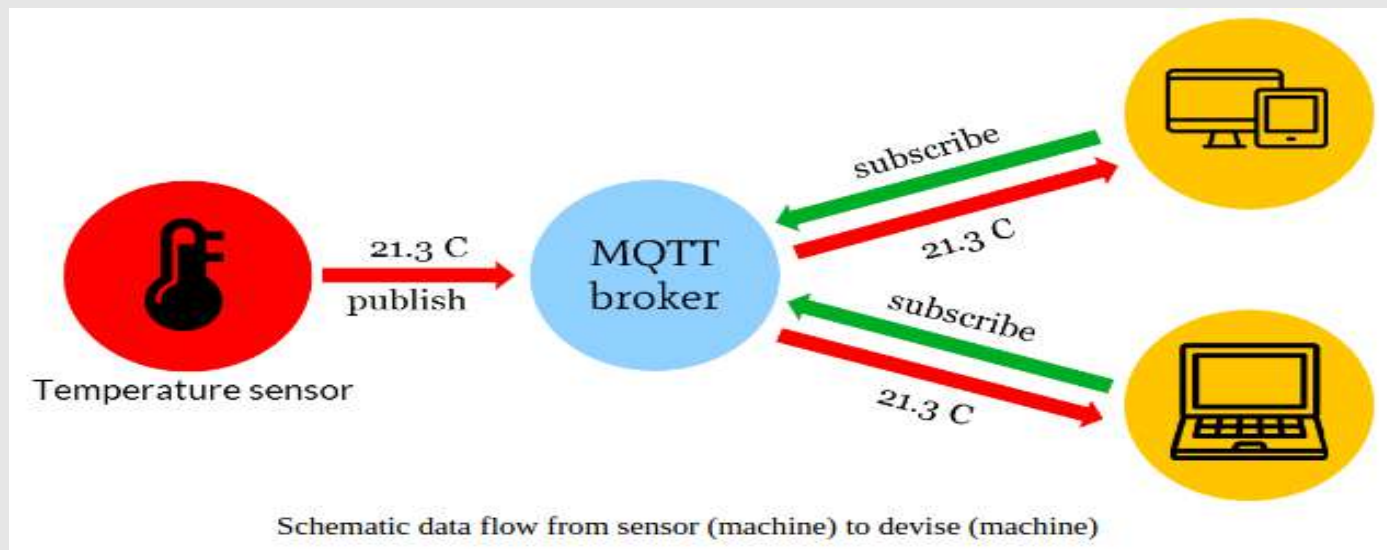 subscribe
21.3 C
21.3 C
publish
MQTT
broker
Temperature sensor
subscribe
21.3 C
Schematic data flow from sensor (machine) to devise (machine)